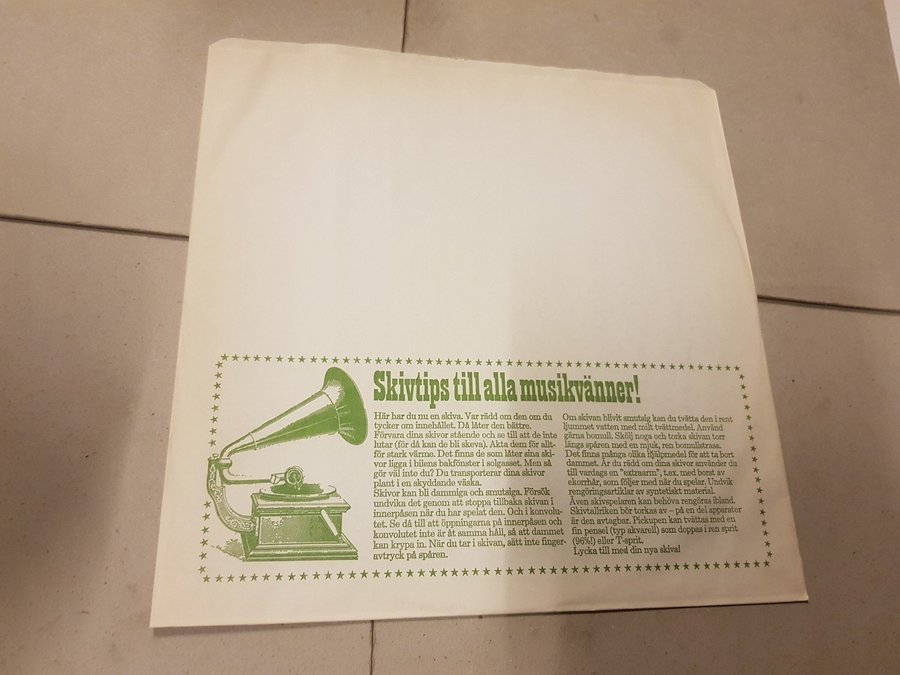 Skivtips till alla musikvänner!
Här har du nu en skiva. Var rädd om den om du
tycker om innehållet. Då låter den bättre.
Förvara dina skivor stående och se till att de inte
lutar (för då kan de bli skeva). Akta dem för allt-
för stark värme. Det finns de som låter sina ski-
vor ligga i bilens bakfönster i solgasset. Men så
gör väl inte du? Du transporterar dina skivor
plant i en skyddande väska.
Skivor kan bli dammiga och smutsiga. Försök
undvika det genom att stoppa tillbaka skivan i
innerpåsen när du har spelat den. Och i konvolu-
tet. Se då till att öppningarna på innerpåsen och
konvolutet inte är åt samma håll, så att dammet
kan krypa in. När du tar i skivan, sätt inte finger-
avtryck på spåren.
Om skivan blivit smutsig kan du tvätta den i rent
ljummet vatten med milt tvättmedel. Använd
gärna bomull. Skölj noga och torka skivan torr
längs spåren med en mjuk, ren bomullstrasa.
Det finns många olika hjälpmedel för att ta bort
dammet. Är du rädd om dina skivor använder du
till vardags en "extraarm", t.ex. med borst av
ekorrhår, som följer med när du spelar. Undvik
rengöringsartiklar av syntetiskt material.
Även skivspelaren kan behöva rengöras ibland.
Skivtallriken bör torkas av – på en del apparater
är den avtagbar. Pickupen kan tvättas med en
fin pensel (typ akvarell) som doppas i ren sprit
(96%!) eller T-sprit.
Lycka till med din nya skiva!